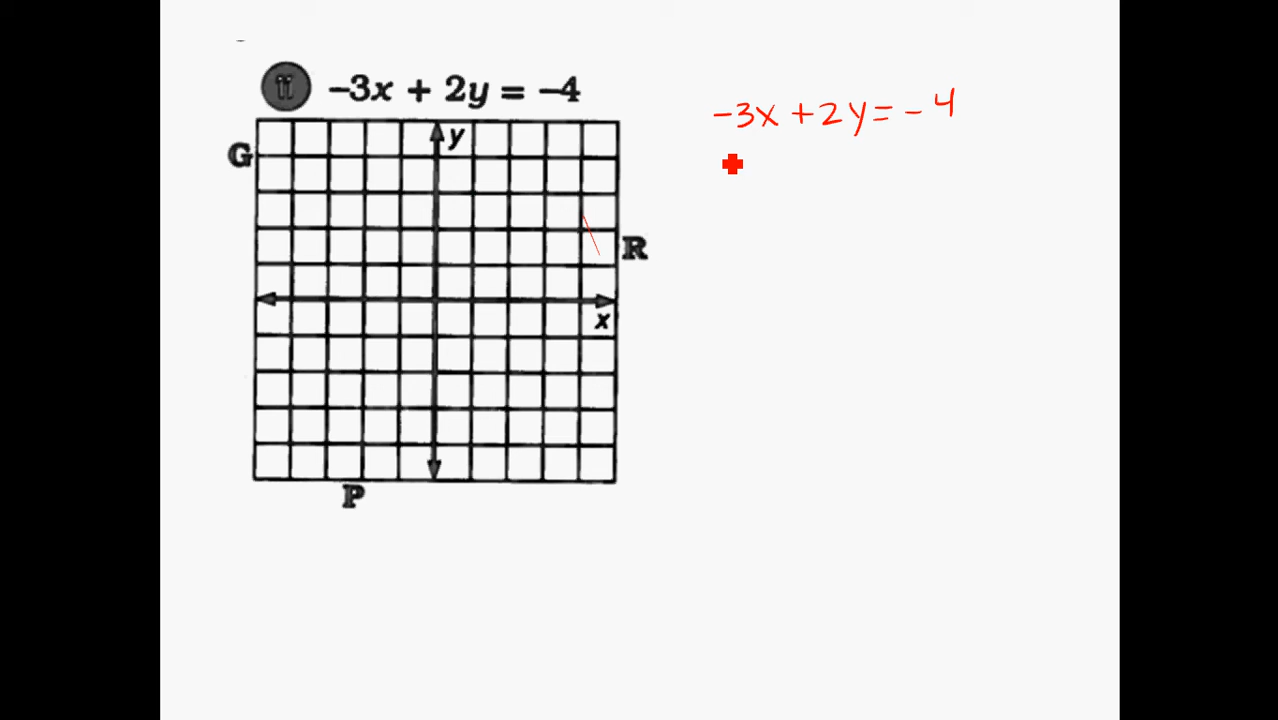 11 −3x + 2y = −4
-3x + 2y = -4
y
G
R
x
P